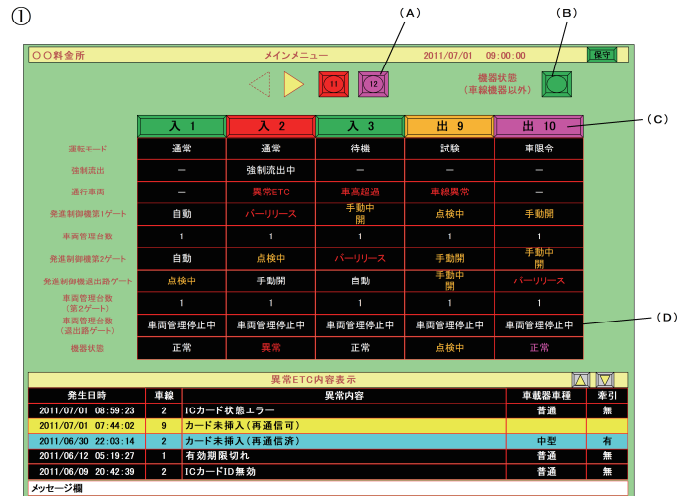 ①
(A)
(B)
○○料金所 メインメニュー 2011/07/01 09:00:00 保守
11 12 機器状態
(車線機器以外)
入 1 入 2 入 3 出 9 出 10
(C)
運転モード 通常 通常 待機 試験 車限令
強制流出 － 強制流出中 － － －
通行車両 － 異常ETC 車高超過 車線異常 －
発進制御機第1ゲート 自動 バーリリース 手動中開 点検中 手動開
車両管理台数 1 1 1 1 1
発進制御機第2ゲート 自動 点検中 バーリリース 手動開 手動中開
発進制御機退出路ゲート 点検中 手動開 自動 手動中開 バーリリース
車両管理台数
(第2ゲート) 1 1 1 1 1
車両管理台数
(退出路ゲート) 車両管理停止中 車両管理停止中 車両管理停止中 車両管理停止中 車両管理停止中
(D)
機器状態 正常 異常 正常 点検中 正常
異常ETC内容表示
発生日時 車線 異常内容 車載器車種 牽引
2011/07/01 08:59:23 2 ICカード状態エラー 普通 無
2011/07/01 07:44:02 9 カード未挿入(再通信可)
2011/06/30 22:03:14 2 カード未挿入(再通信済) 中型 有
2011/06/12 05:19:27 1 有効期限切れ 普通 無
2011/06/09 20:42:39 2 ICカードID無効 普通 無
メッセージ欄